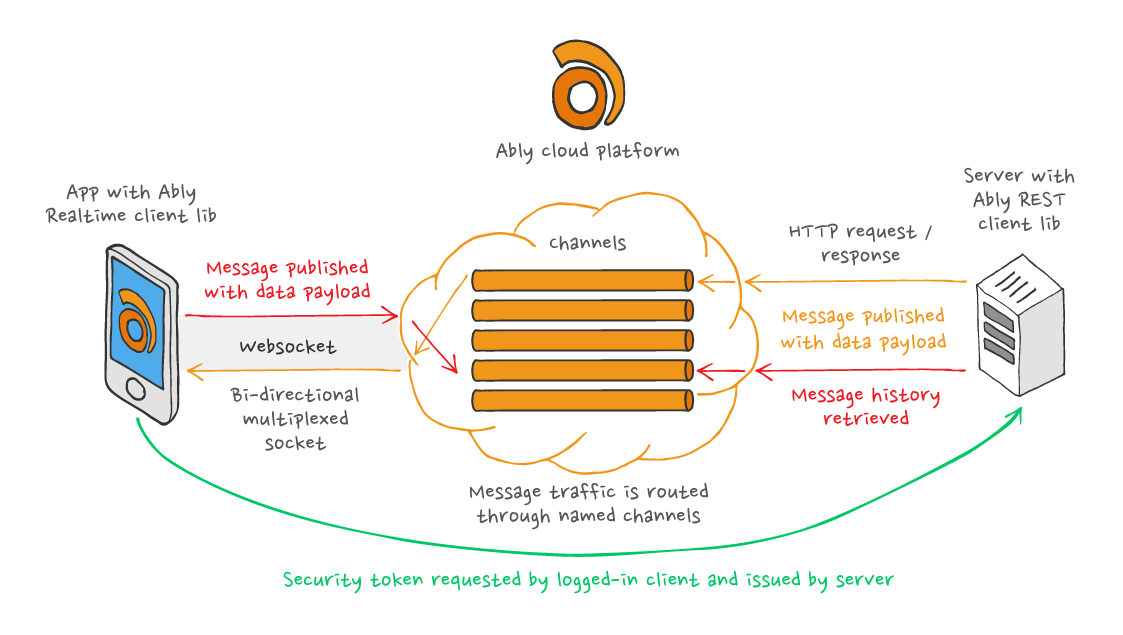 Ably cloud platform
App with Ably
Realtime client lib
Server with
Ably REST
client lib
Channels
HTTP request /
response
Message published
with data payload
Websocket
Bi-directional
multiplexed
socket
Message published
with data payload
Message history
retrieved
Message traffic is routed
through named channels
Security token requested by logged-in client and issued by server